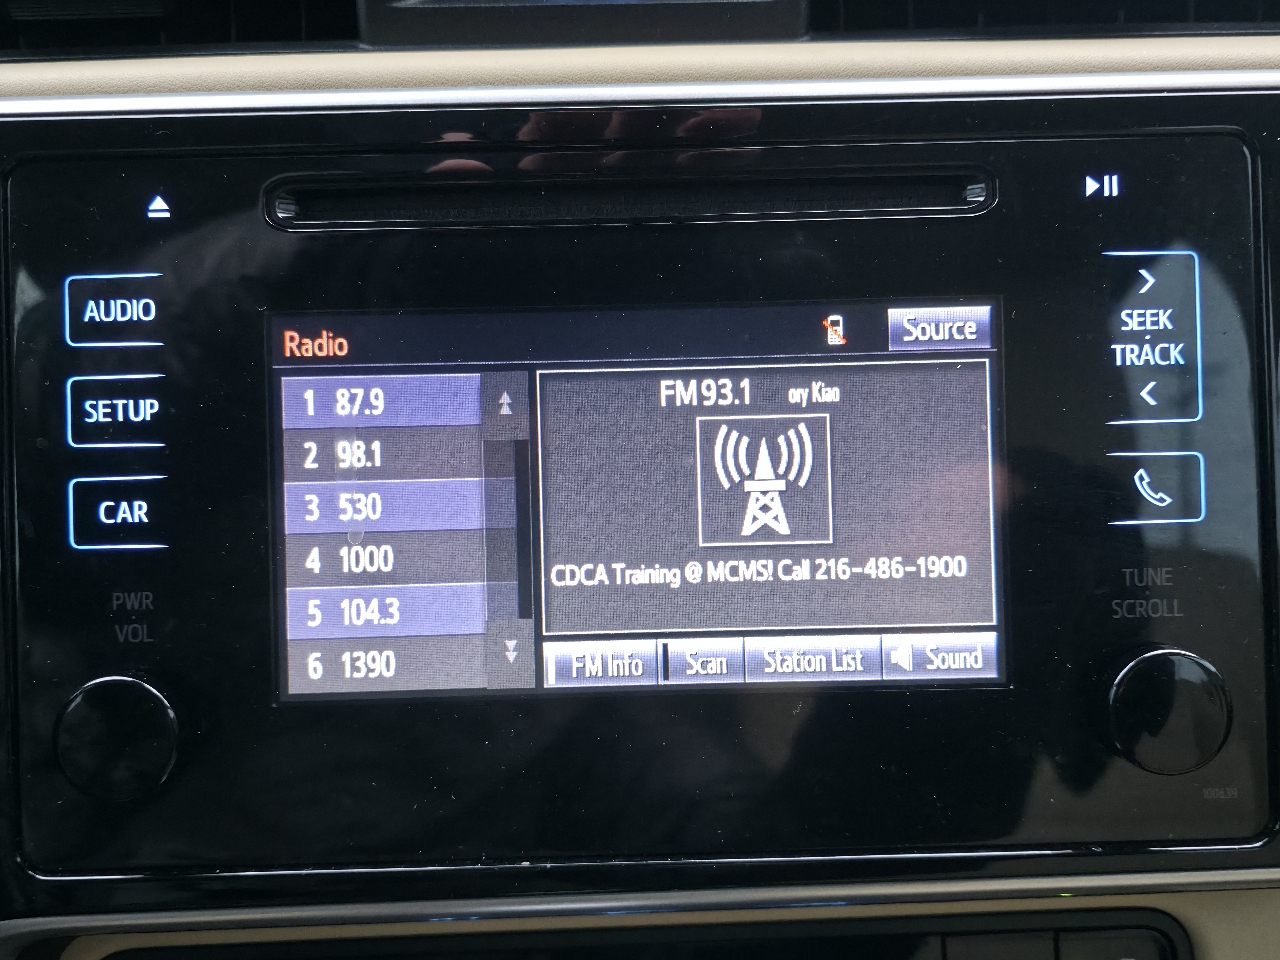 AUDIO
SETUP
CAR
PWR
VOL
Radio
Source
1 87.9
2 98.1
3 530
4 1000
5 104.3
6 1390
FM 93.1 ory Kiao
CDCA Training @ MCMS! Call 216-486-1900
FM Info
Scan
Station List
Sound
SEEK
TRACK
TUNE
SCROLL